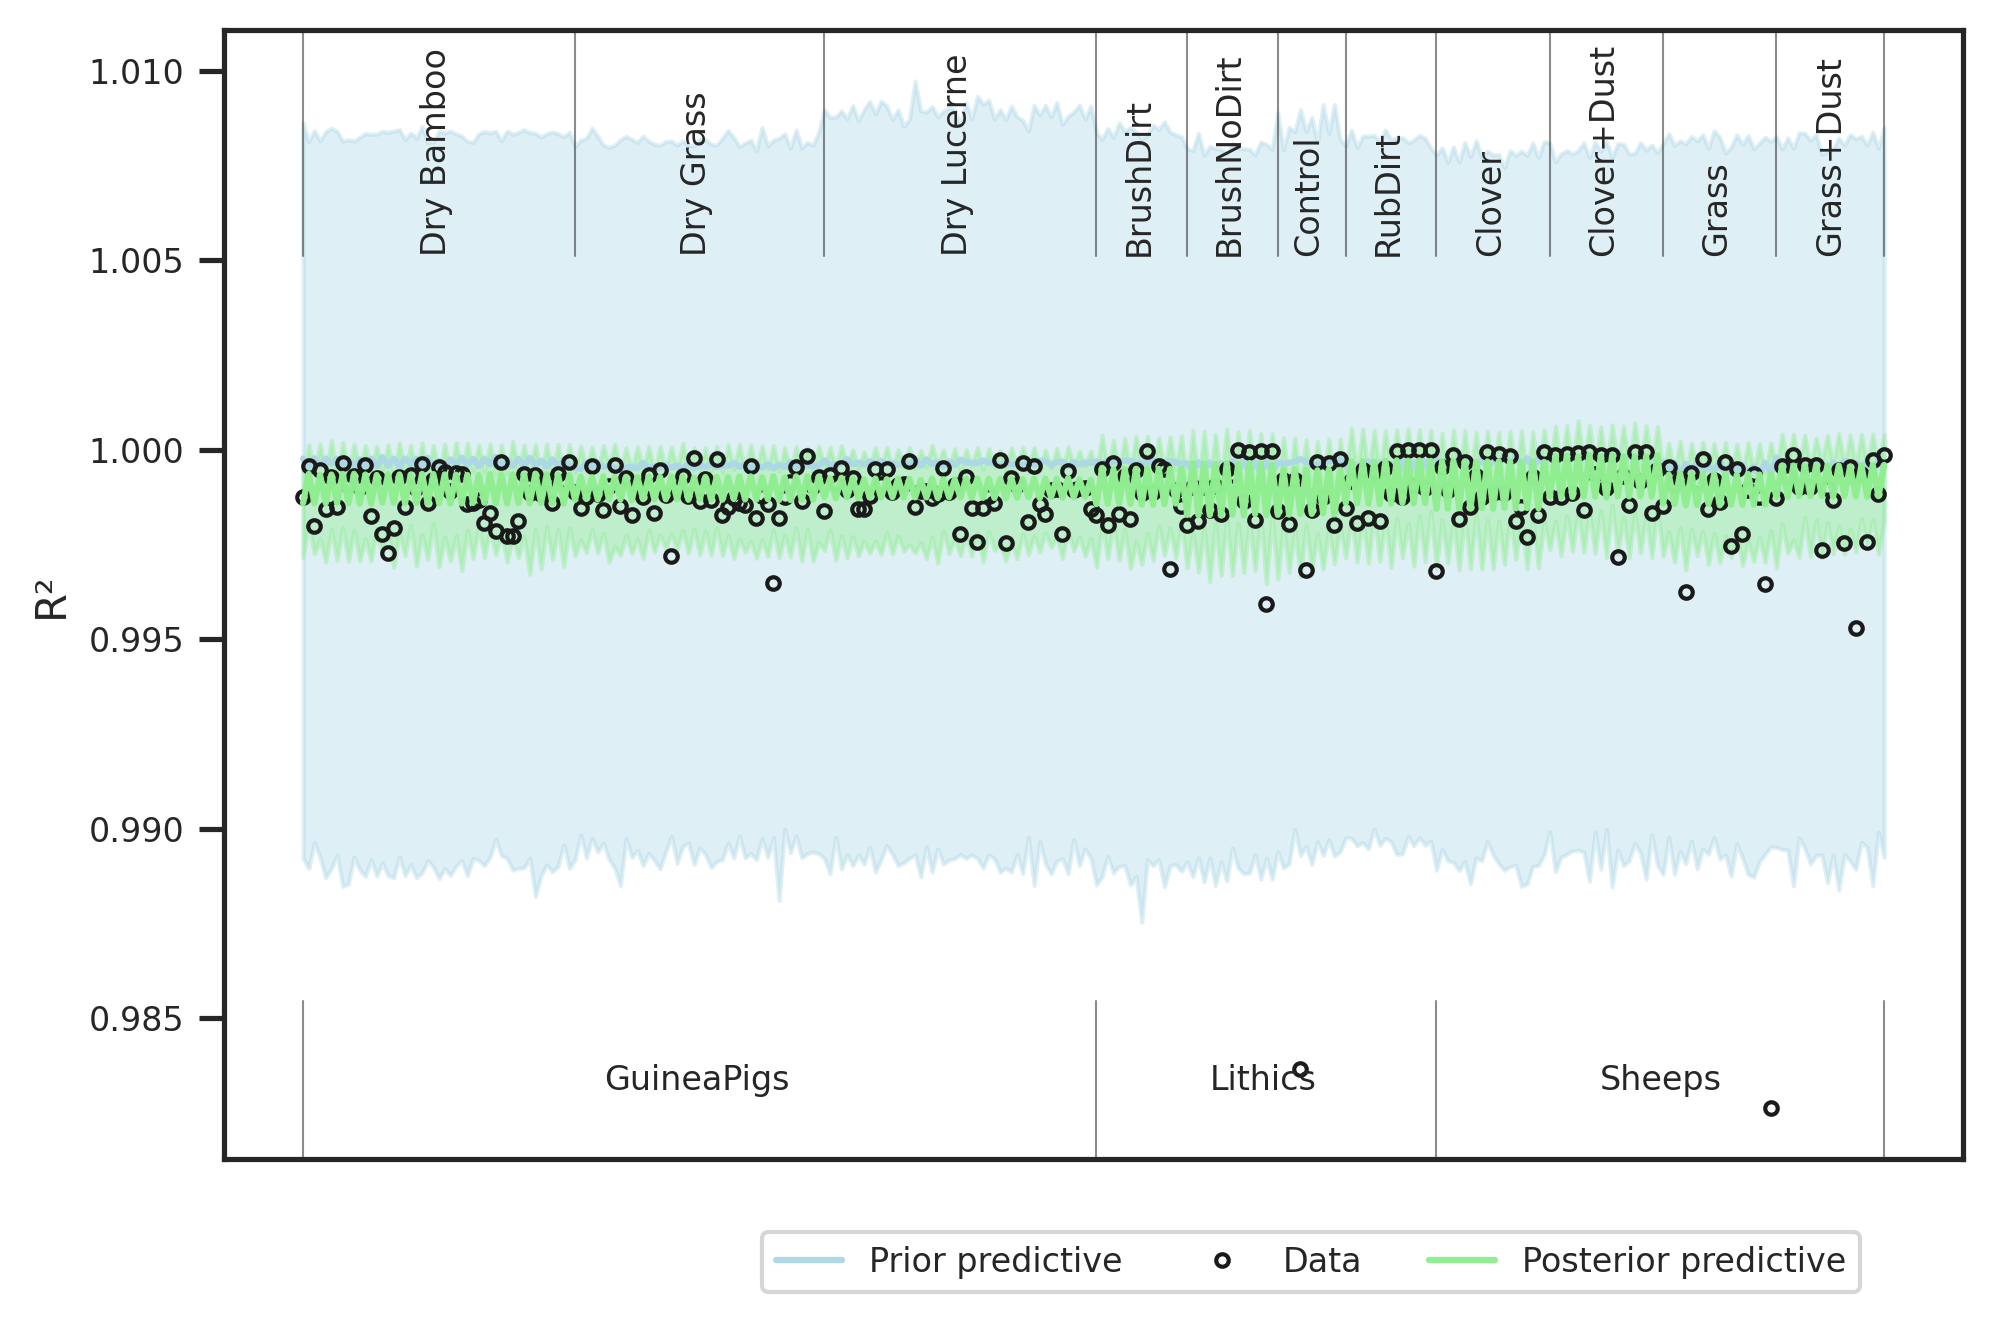 1.010
1.005
1.000
0.995
0.990
0.985
R²
Dry Bamboo
Dry Grass
Dry Lucerne
BrushDirt
BrushNoDirt
Control
RubDirt
Clover
Clover+Dust
Grass
Grass+Dust
GuineaPigs
Lithics
Sheeps
Prior predictive
Data
Posterior predictive